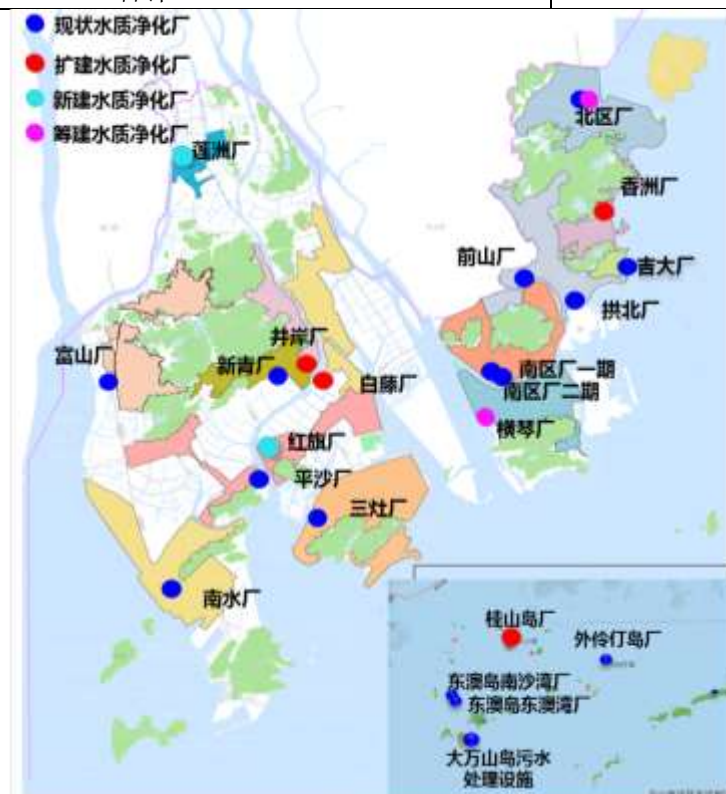 现状水质净化厂
扩建水质净化厂
新建水质净化厂
筹建水质净化厂
莲洲厂
北区厂
香洲厂
前山厂
吉大厂
拱北厂
井岸厂
富山厂
新青厂
白藤厂
南区厂一期
南区厂二期
横琴厂
红旗厂
平沙厂
三灶厂
南水厂
桂山岛厂
外伶仃岛厂
东澳岛南沙湾厂
东澳岛东澳湾厂
大万山岛污水
处理设施